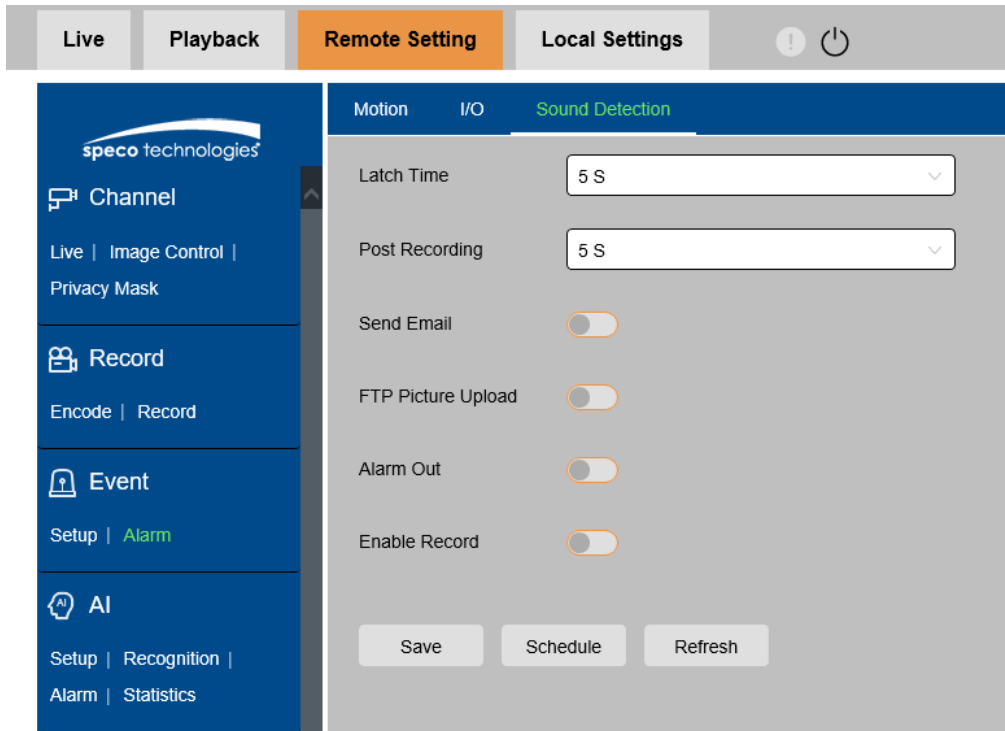 Live Playback Remote Setting Local Settings
speco technologies
Channel
Live | Image Control |
Privacy Mask
Record
Encode | Record
Event
Setup | Alarm
AI
AI
Setup | Recognition |
Alarm | Statistics
Motion I/O Sound Detection
Latch Time 5 S
Post Recording 5 S
Send Email
FTP Picture Upload
Alarm Out
Enable Record
Save Schedule Refresh